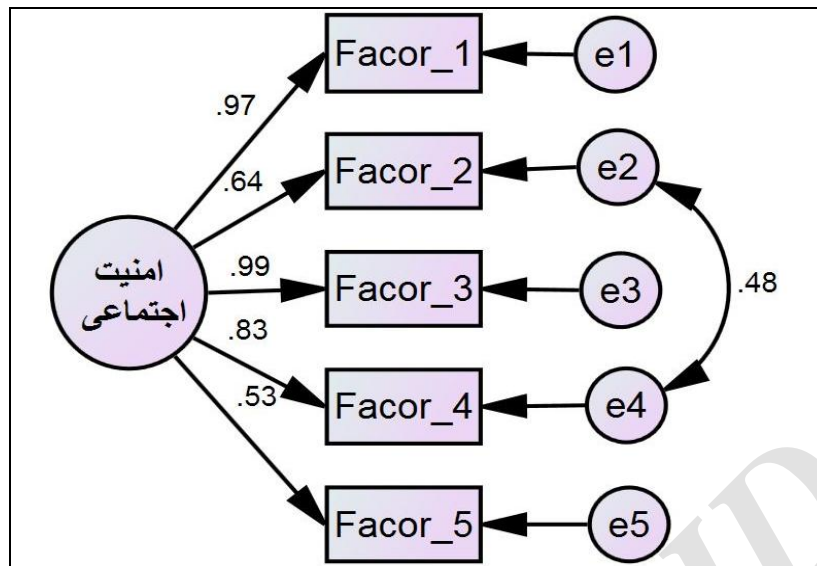 Facor_1
e1
.97
Facor_2
e2
.64
امنیت
اجتماعی
.99
Facor_3
e3
.48
.83
Facor_4
e4
.53
Facor_5
e5